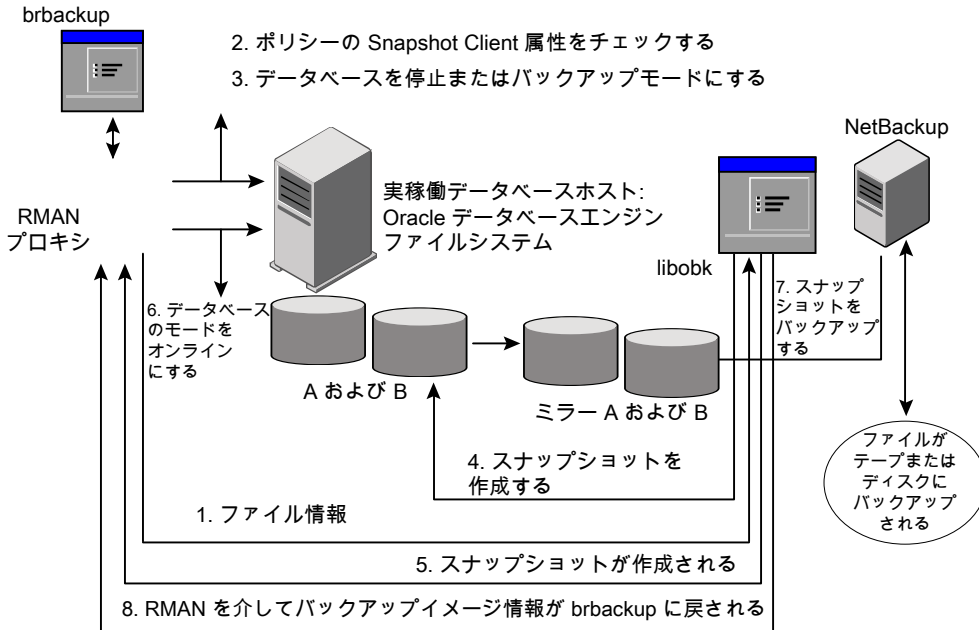 brbackup
2. ポリシーの Snapshot Client 属性をチェックする
3. データベースを停止またはバックアップモードにする
NetBackup
実稼働データベースホスト:
Oracle データベースエンジン
ファイルシステム
RMAN
プロキシ
libobk
6. データベース
のモードを
オンライン
にする
7. スナップ
ショットを
バックアップ
する
A および B
ミラー A および B
4. スナップショットを
作成する
ファイルが
テープまたは
ディスクに
バックアップ
される
1. ファイル情報
5. スナップショットが作成される
8. RMAN を介してバックアップイメージ情報が brbackup に戻される